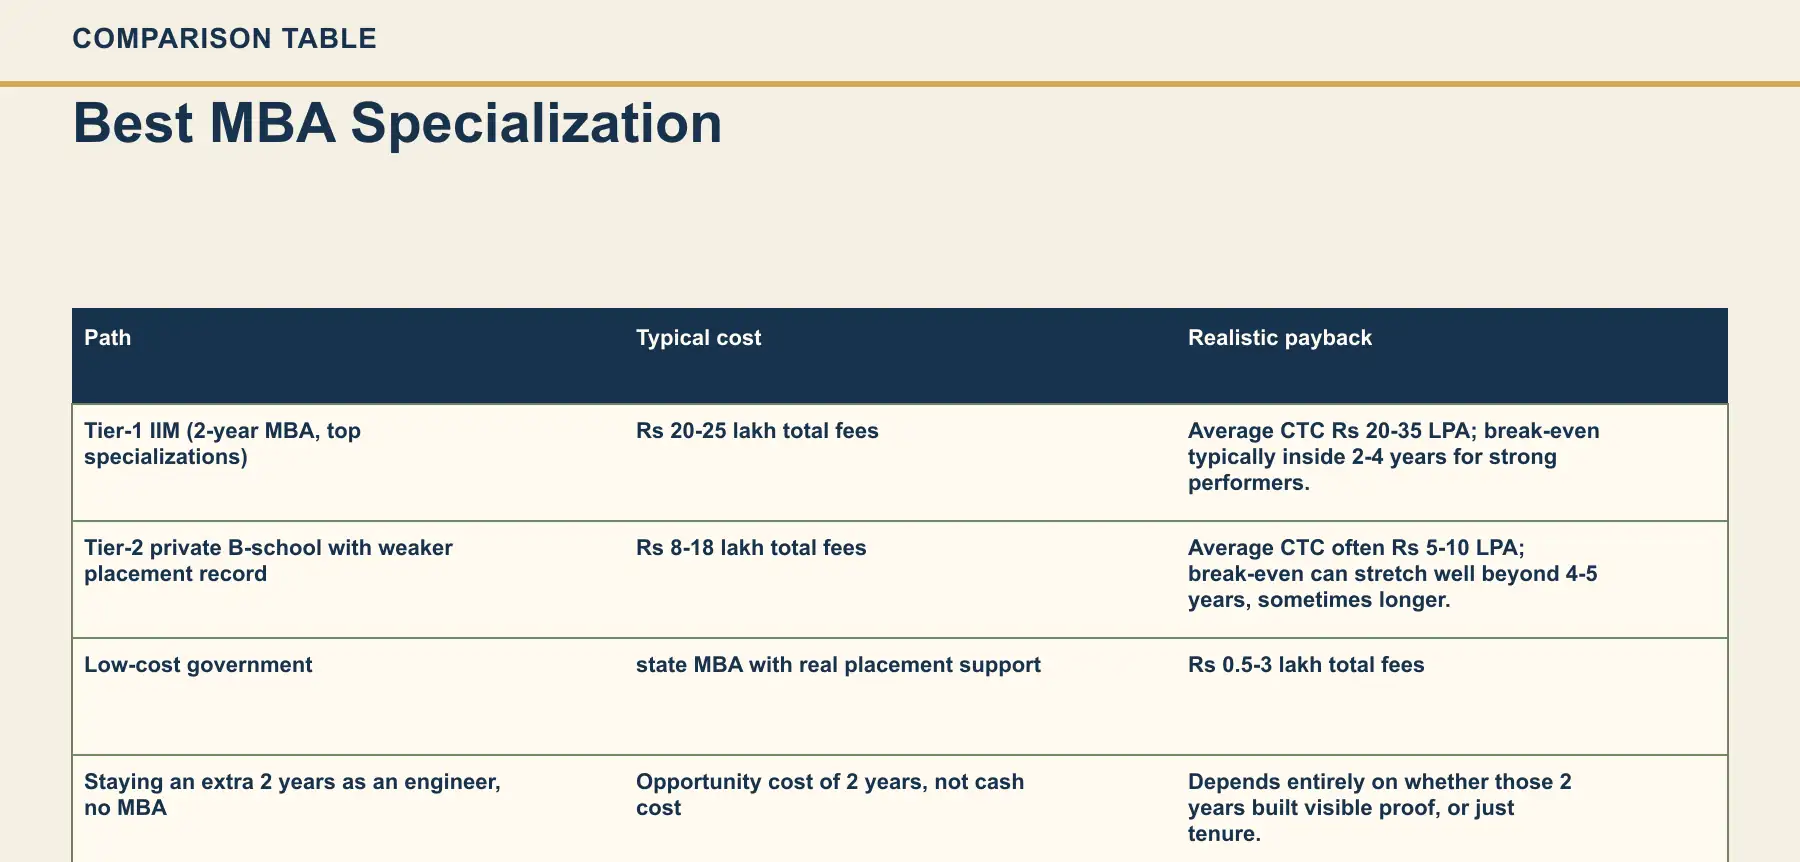 COMPARISON TABLE
Best MBA Specialization
Path
Typical cost
Realistic payback
Tier-1 IIM (2-year MBA, top
specializations)
Rs 20-25 lakh total fees
Average CTC Rs 20-35 LPA; break-even
typically inside 2-4 years for strong
performers.
Tier-2 private B-school with weaker
placement record
Rs 8-18 lakh total fees
Average CTC often Rs 5-10 LPA;
break-even can stretch well beyond 4-5
years, sometimes longer.
Low-cost government
state MBA with real placement support
Rs 0.5-3 lakh total fees
Staying an extra 2 years as an engineer,
no MBA
Opportunity cost of 2 years, not cash
cost
Depends entirely on whether those 2
years built visible proof, or just
tenure.